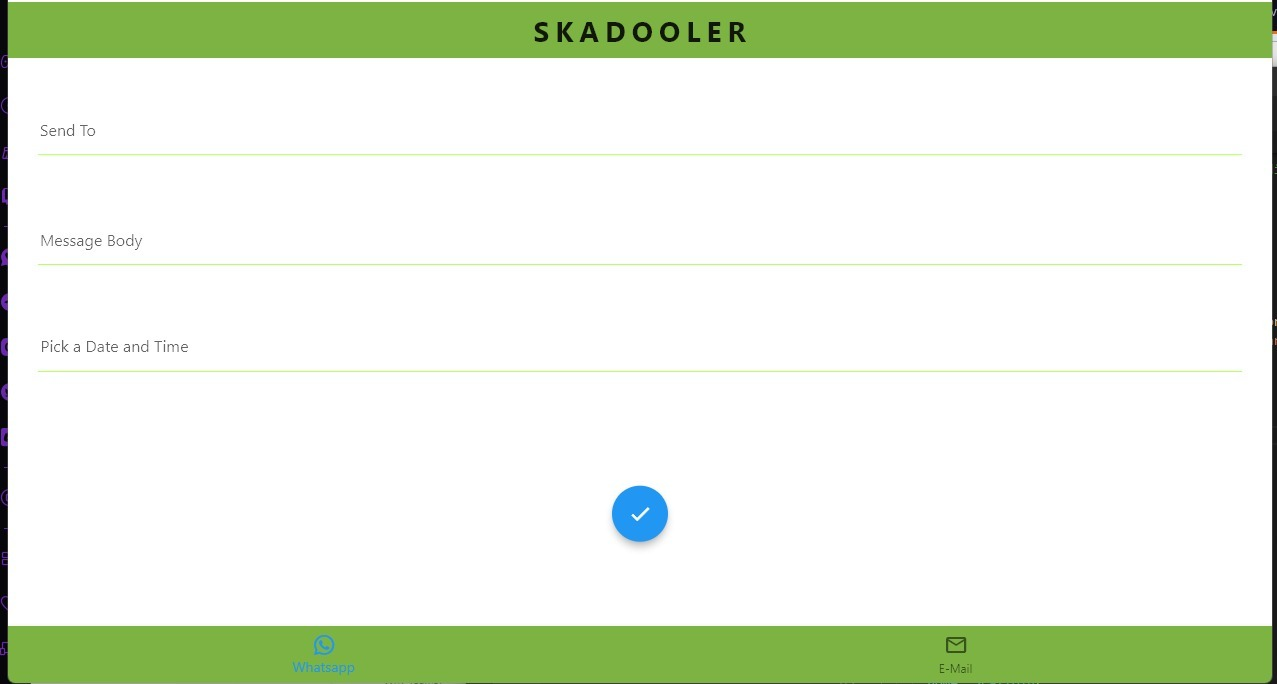 SKADOOLER
Send To
Message Body
Pick a Date and Time
Whatsapp
E-Mail